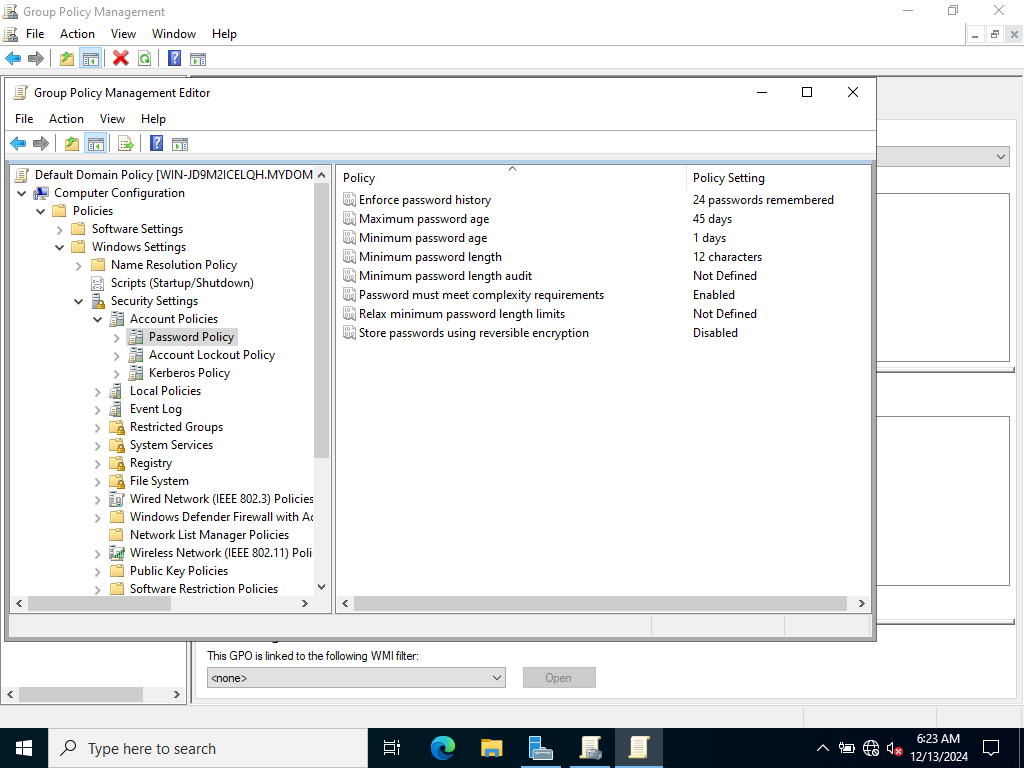 Group Policy Management
File Action View Window Help
Group Policy Management Editor
File Action View Help
Default Domain Policy [WIN-JD9M2ICELQH.MYDOM
Computer Configuration
Policies
Software Settings
Windows Settings
Name Resolution Policy
Scripts (Startup/Shutdown)
Security Settings
Account Policies
Password Policy
Account Lockout Policy
Kerberos Policy
Local Policies
Event Log
Restricted Groups
System Services
Registry
File System
Wired Network (IEEE 802.3) Policies
Windows Defender Firewall with Ac
Network List Manager Policies
Wireless Network (IEEE 802.11) Poli
Public Key Policies
Software Restriction Policies
Policy Policy Setting
Enforce password history 24 passwords remembered
Maximum password age 45 days
Minimum password age 1 days
Minimum password length 12 characters
Minimum password length audit Not Defined
Password must meet complexity requirements Enabled
Relax minimum password length limits Not Defined
Store passwords using reversible encryption Disabled
This GPO is linked to the following WMI filter:
<none> Open
Type here to search
6:23 AM
12/13/2024